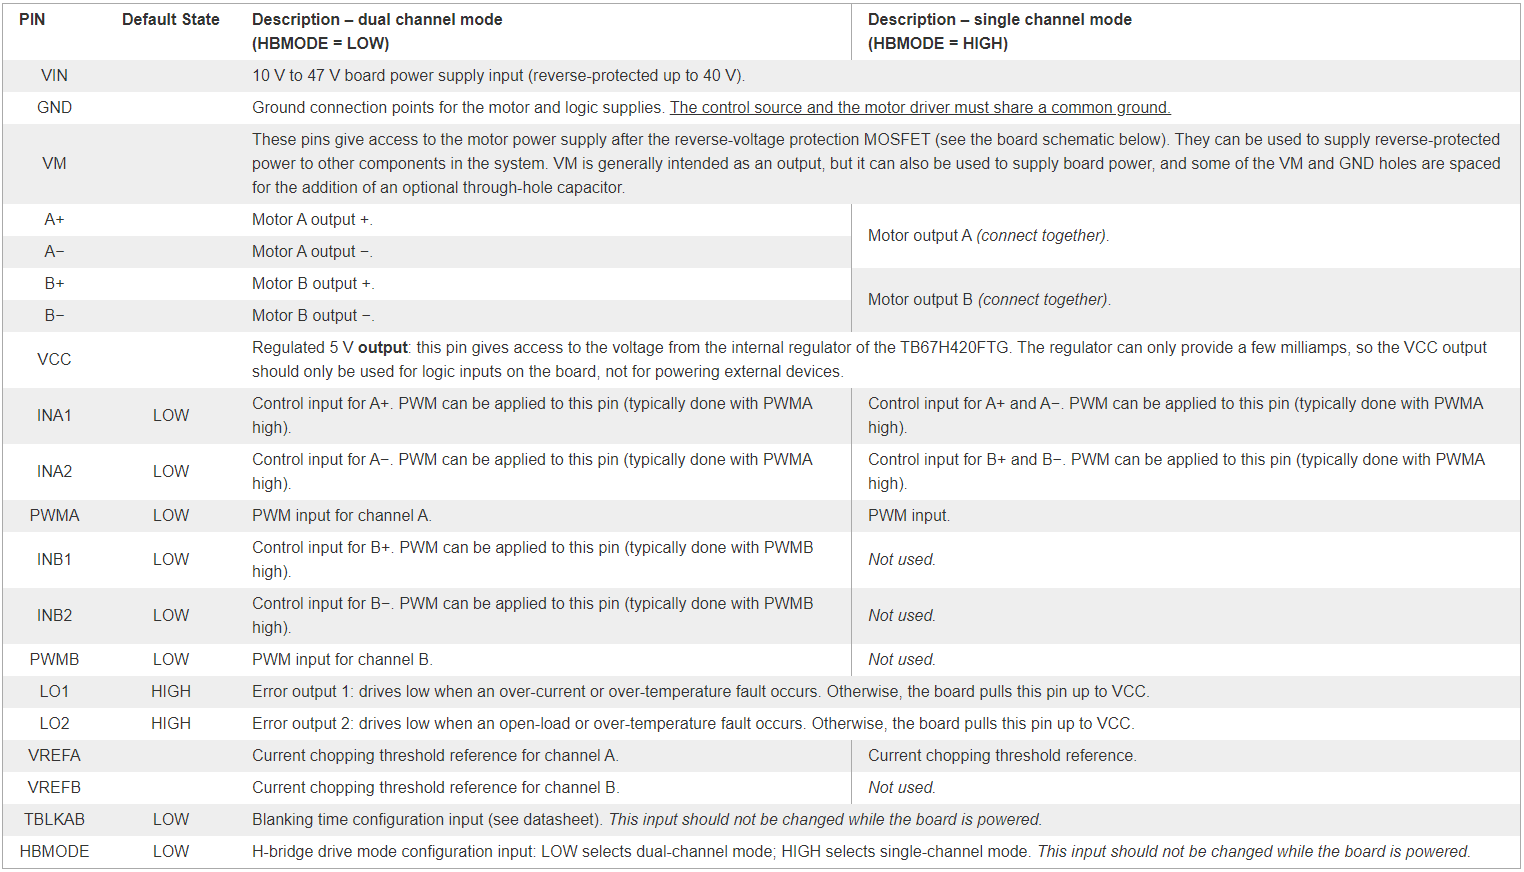 PIN Default State Description – dual channel mode Description – single channel mode
(HBMODE = LOW) (HBMODE = HIGH)
VIN 10 V to 47 V board power supply input (reverse-protected up to 40 V).
GND Ground connection points for the motor and logic supplies. The control source and the motor driver must share a common ground.
These pins give access to the motor power supply after the reverse-voltage protection MOSFET (see the board schematic below). They can be used to supply reverse-protected
VM power to other components in the system. VM is generally intended as an output, but it can also be used to supply board power, and some of the VM and GND holes are spaced
for the addition of an optional through-hole capacitor.
A+ Motor A output +.
Motor output A (connect together).
A− Motor A output −.
B+ Motor B output +.
Motor output B (connect together).
B− Motor B output −.
VCC Regulated 5 V output: this pin gives access to the voltage from the internal regulator of the TB67H420FTG. The regulator can only provide a few milliamps, so the VCC output
should only be used for logic inputs on the board, not for powering external devices.
INA1 LOW Control input for A+. PWM can be applied to this pin (typically done with PWMA Control input for A+ and A−. PWM can be applied to this pin (typically done with PWMA
high). high).
INA2 LOW Control input for A−. PWM can be applied to this pin (typically done with PWMA Control input for B+ and B−. PWM can be applied to this pin (typically done with PWMA
high). high).
PWMA LOW PWM input for channel A. PWM input.
INB1 LOW Control input for B+. PWM can be applied to this pin (typically done with PWMB Not used.
high).
INB2 LOW Control input for B−. PWM can be applied to this pin (typically done with PWMB Not used.
high).
PWMB LOW PWM input for channel B. Not used.
LO1 HIGH Error output 1: drives low when an over-current or over-temperature fault occurs. Otherwise, the board pulls this pin up to VCC.
LO2 HIGH Error output 2: drives low when an open-load or over-temperature fault occurs. Otherwise, the board pulls this pin up to VCC.
VREFA Current chopping threshold reference for channel A. Current chopping threshold reference.
VREFB Current chopping threshold reference for channel B. Not used.
TBLKAB LOW Blanking time configuration input (see datasheet). This input should not be changed while the board is powered.
HBMODE LOW H-bridge drive mode configuration input: LOW selects dual-channel mode; HIGH selects single-channel mode. This input should not be changed while the board is powered.